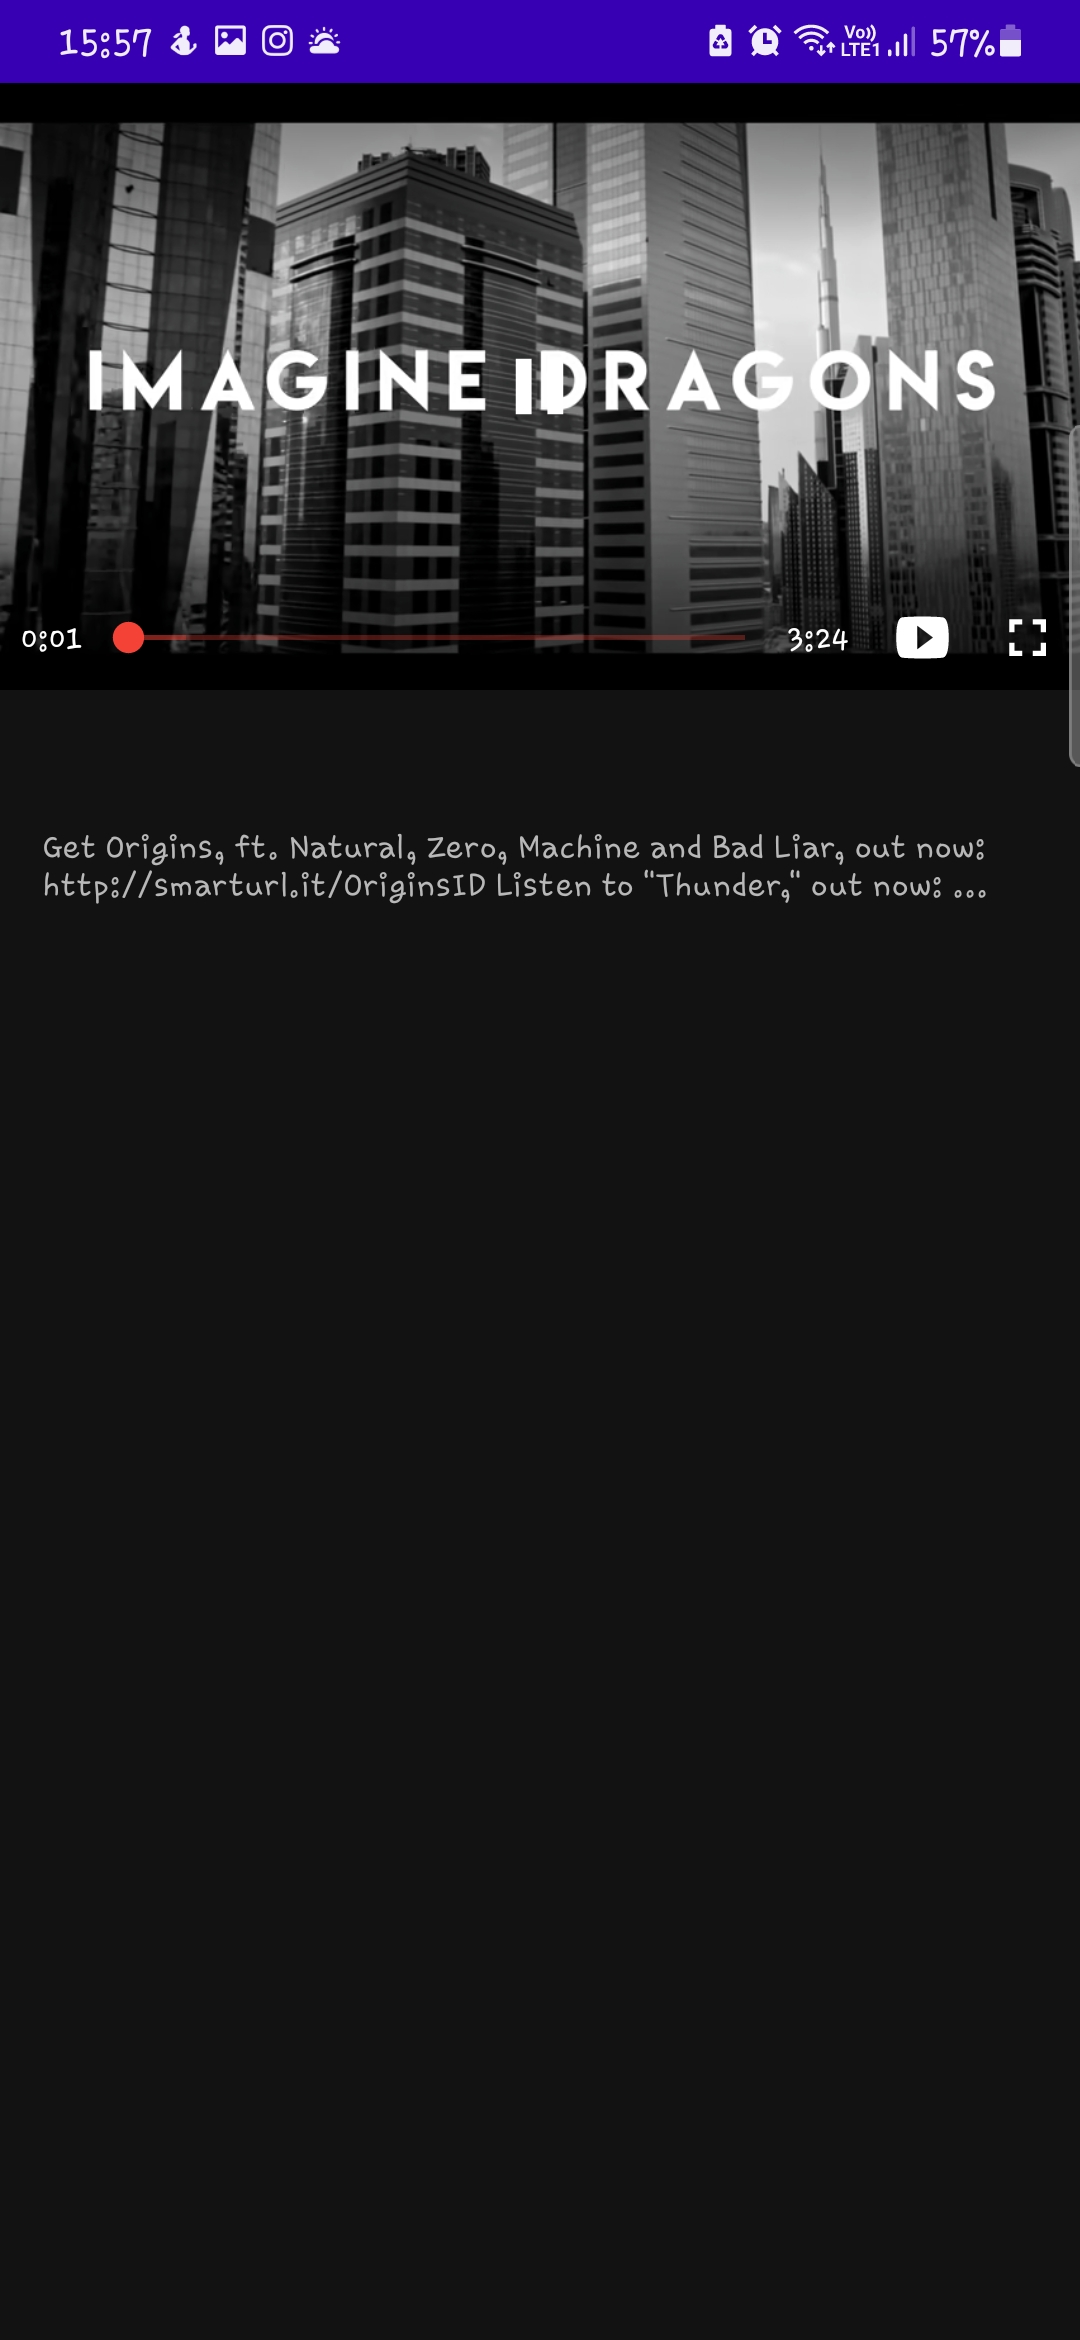 15:57
Vo)) LTE1 57%
IMAGINE DRAGONS
0:01 3:24
Get Origins, ft. Natural, Zero, Machine and Bad Liar, out now:
http://smarturl.it/OriginsID Listen to "Thunder," out now: ...